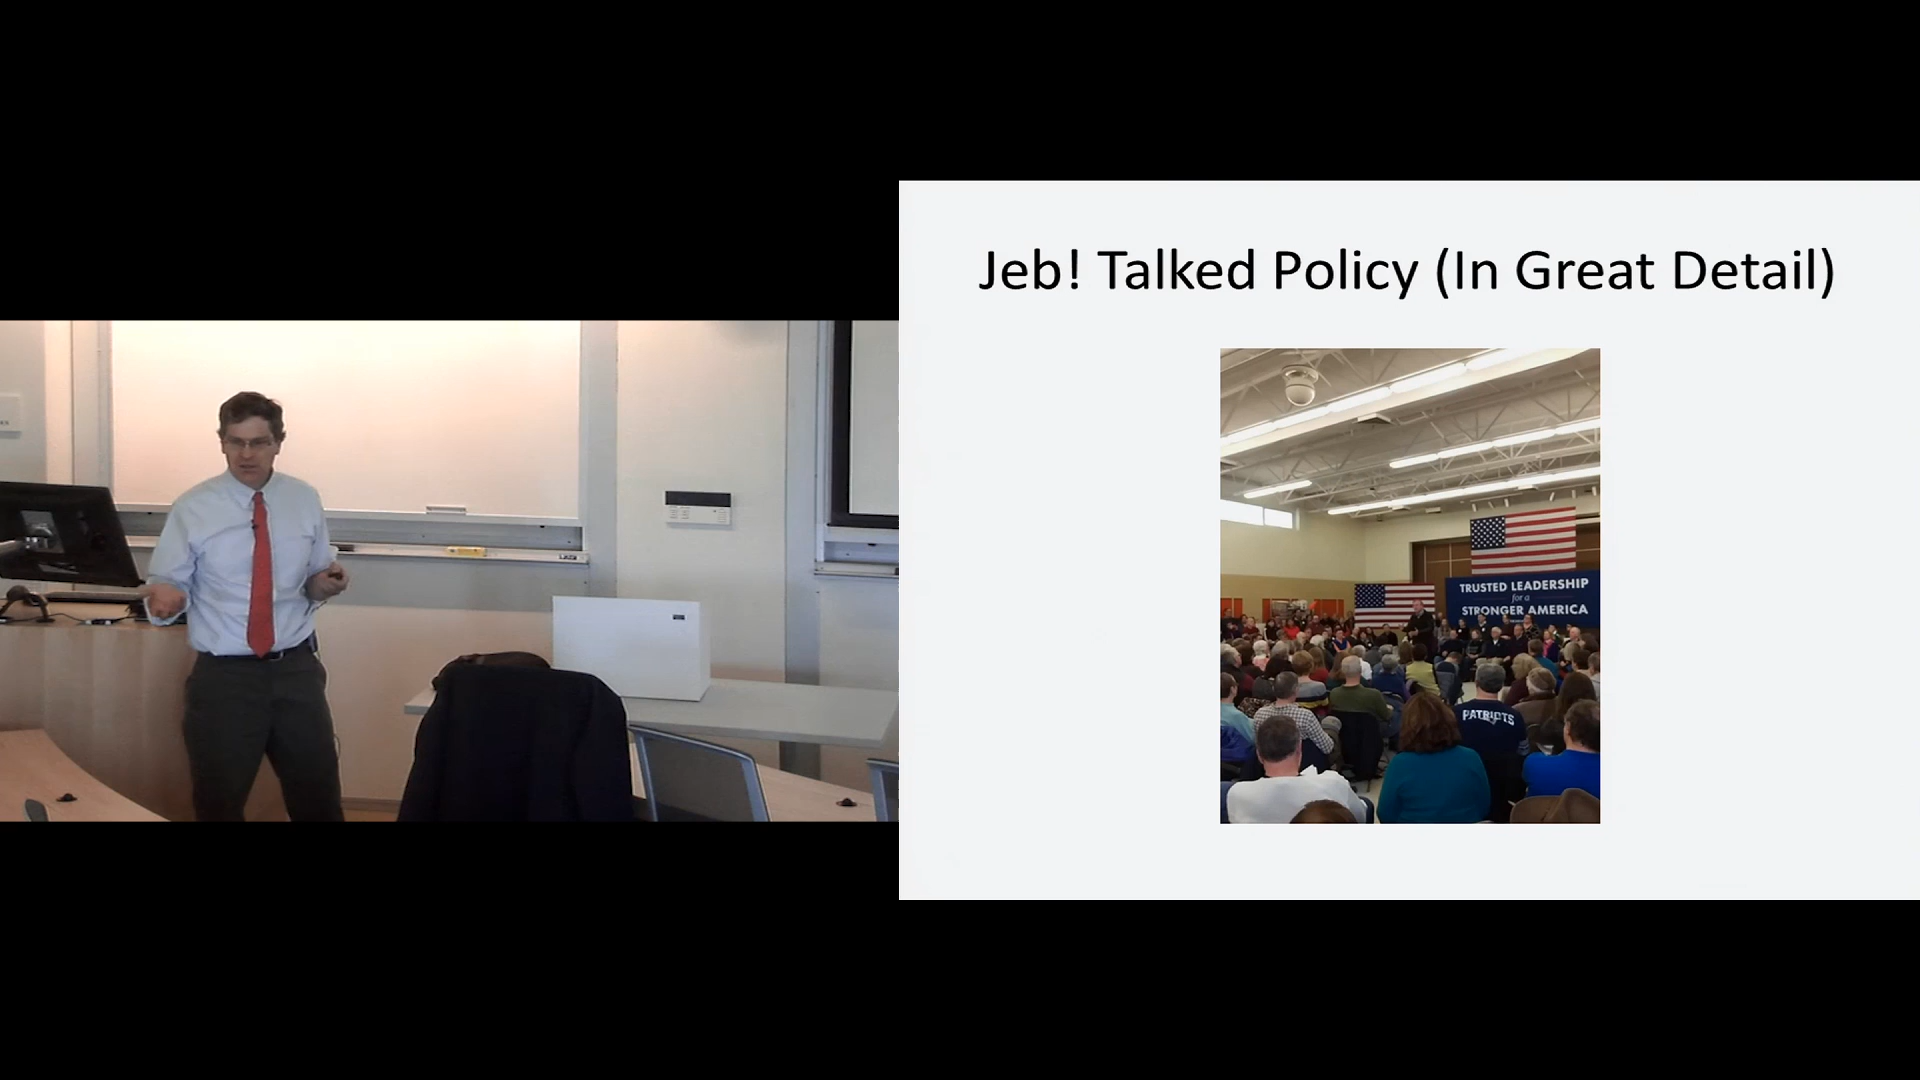 Jeb! Talked Policy (In Great Detail)
TRUSTED LEADERSHIP
for a
STRONGER AMERICA
PATRIOTS